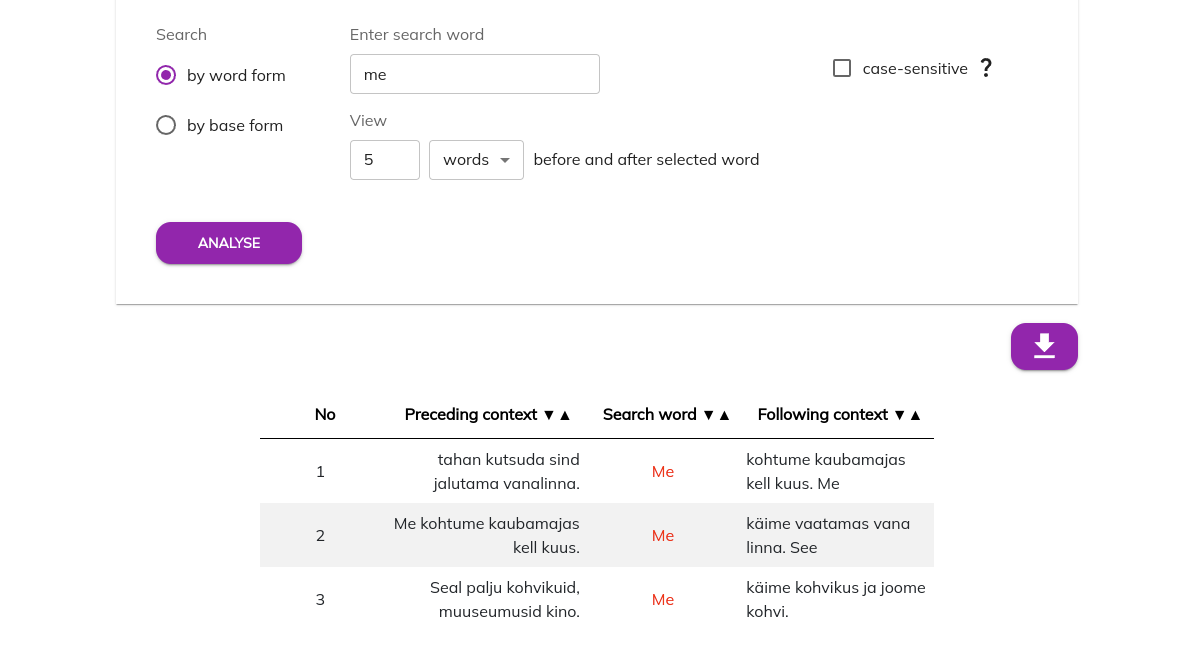 Search
Enter search word
by word form
me
case-sensitive ?
View
by base form
5 words before and after selected word
ANALYSE
No Preceding context ▼▲ Search word ▼▲ Following context ▼▲
1 tahan kutsuda sind jalutama vanalinna. Me kohtume kaubamajas kell kuus. Me
2 Me kohtume kaubamajas kell kuus. Me käime vaatamas vana linna. See
3 Seal palju kohvikuid, muuseumusid kino. Me käime kohvikus ja joome kohvi.